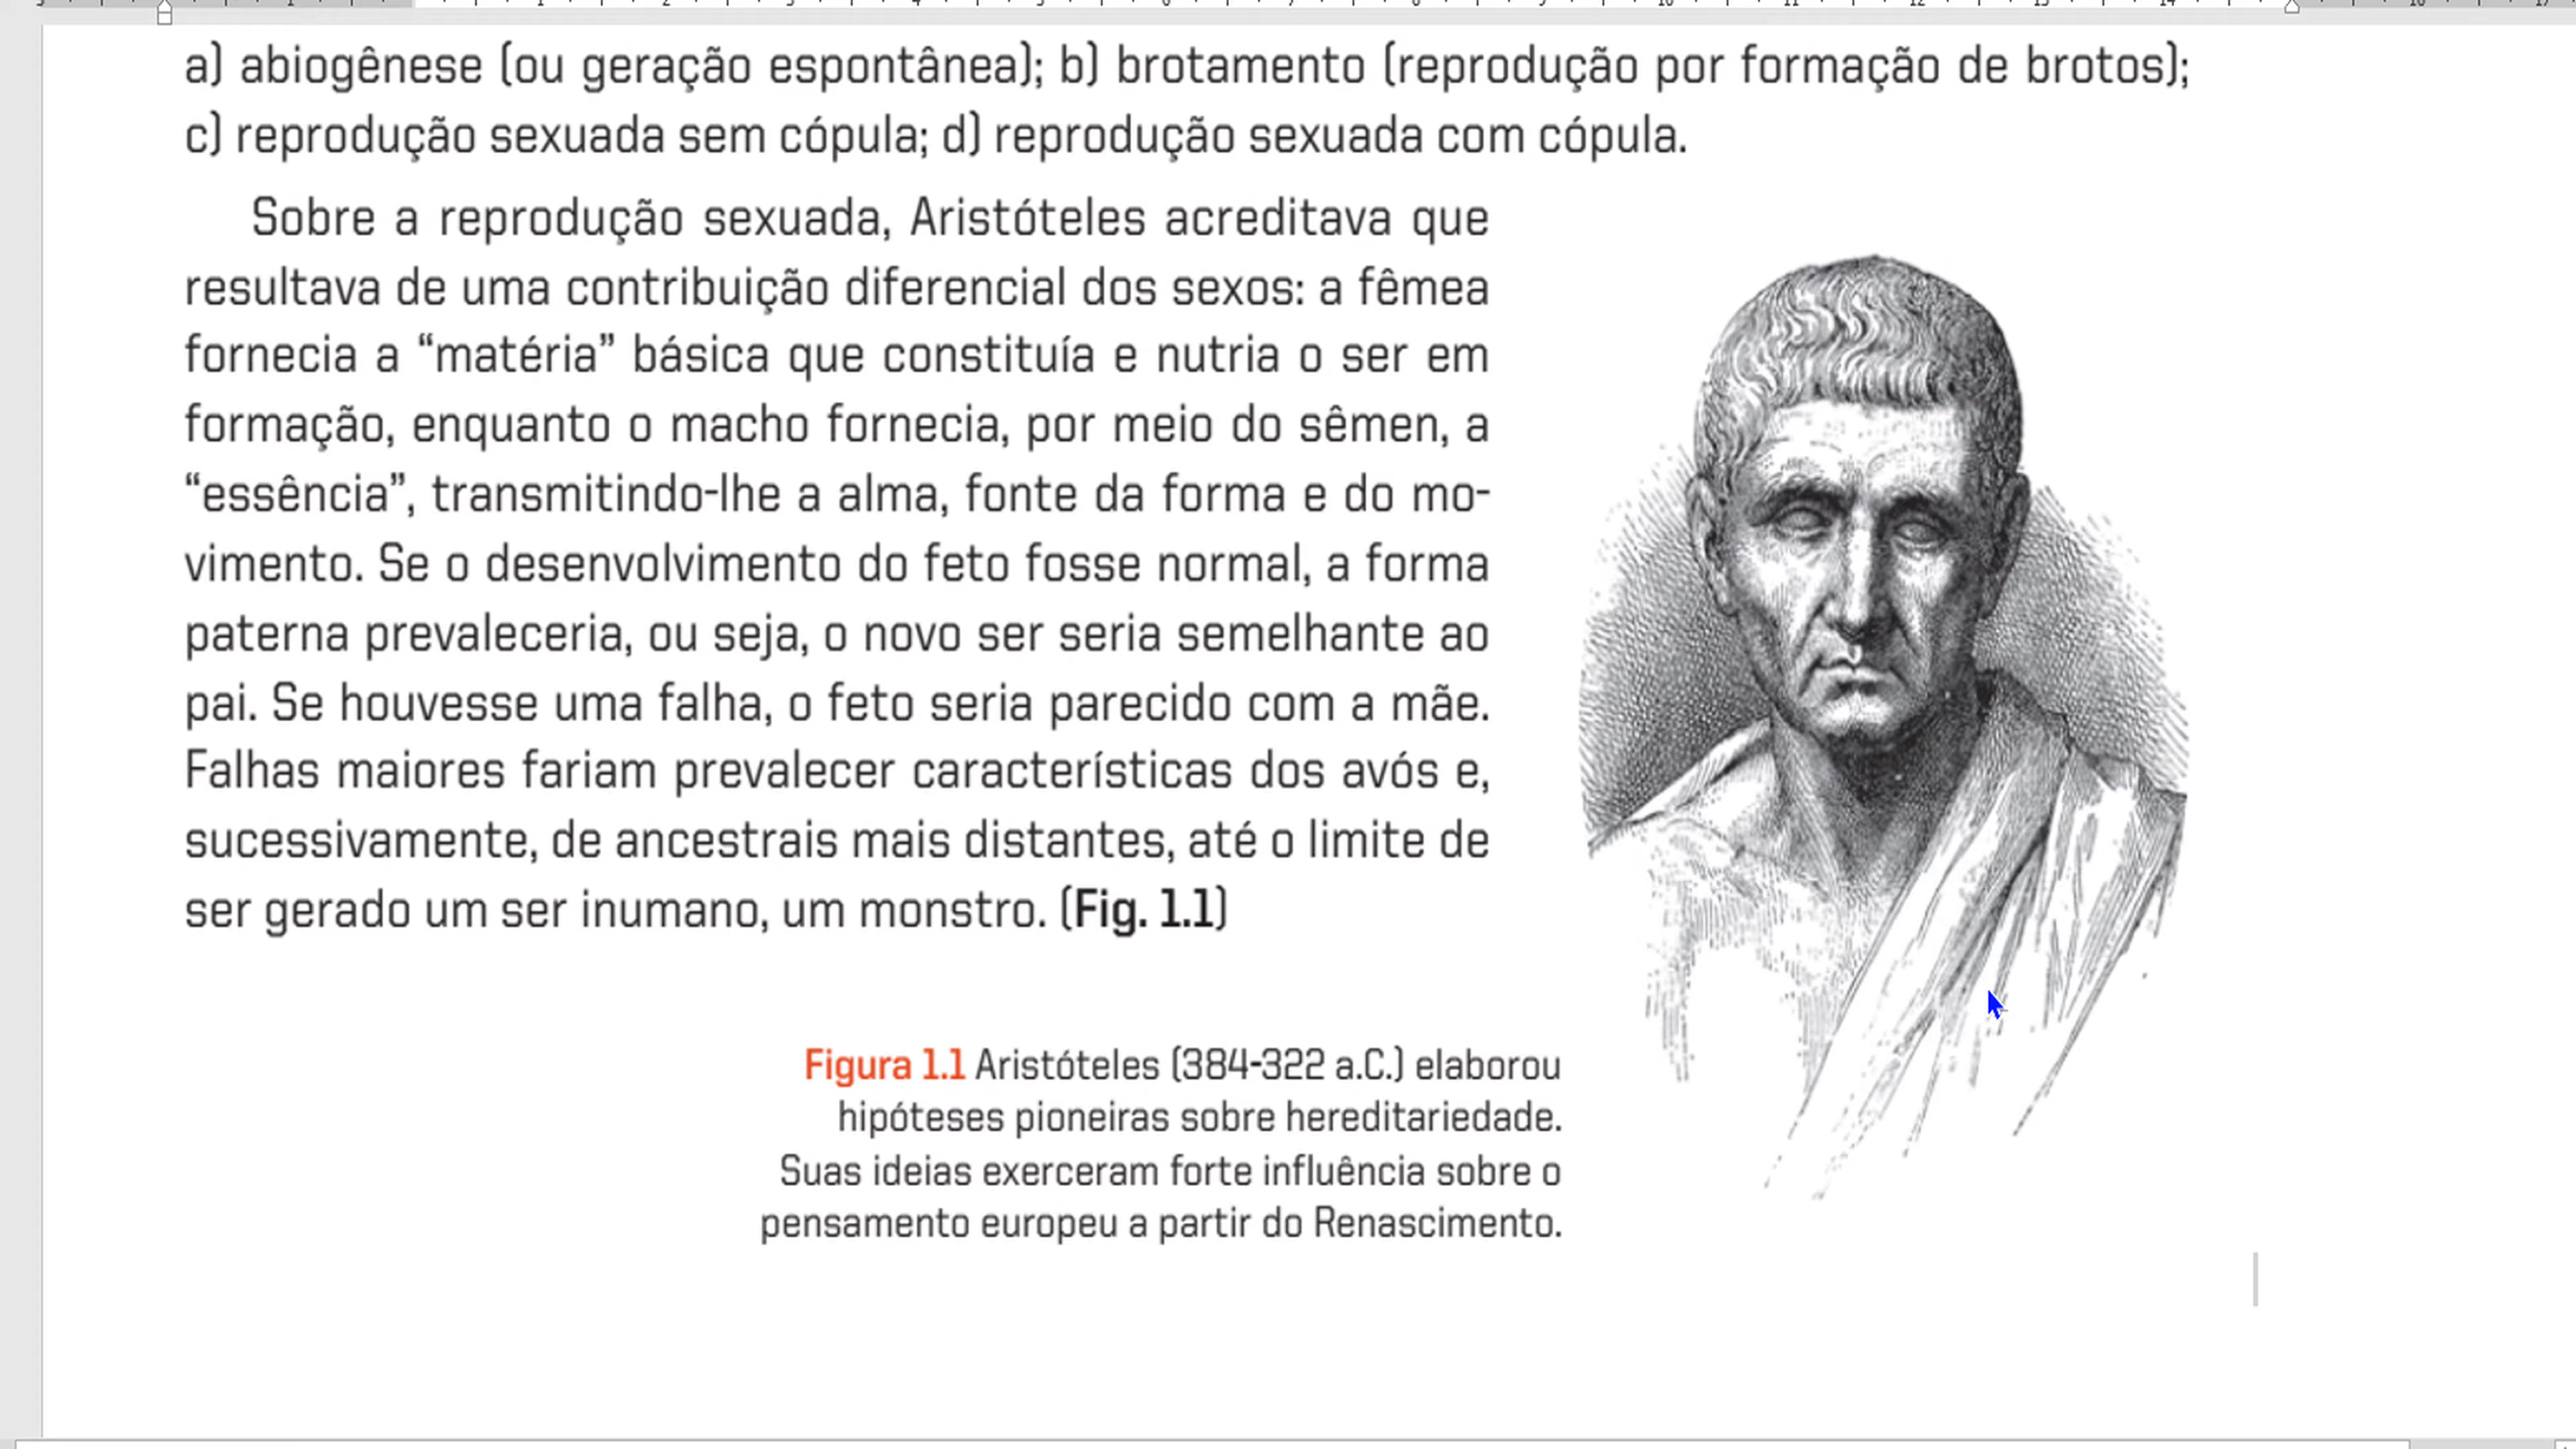 a) abiogênese (ou geração espontânea); b) brotamento (reprodução por formação de brotos);
c) reprodução sexuada sem cópula; d) reprodução sexuada com cópula.
Sobre a reprodução sexuada, Aristóteles acreditava que
resultava de uma contribuição diferencial dos sexos: a fêmea
fornecia a “matéria” básica que constituía e nutria o ser em
formação, enquanto o macho fornecia, por meio do sêmen, a
“essência”, transmitindo-lhe a alma, fonte da forma e do mo-
vimento. Se o desenvolvimento do feto fosse normal, a forma
paterna prevaleceria, ou seja, o novo ser seria semelhante ao
pai. Se houvesse uma falha, o feto seria parecido com a mãe.
Falhas maiores fariam prevalecer características dos avós e,
sucessivamente, de ancestrais mais distantes, até o limite de
ser gerado um ser inumano, um monstro. (Fig. 1.1)
Figura 1.1 Aristóteles (384-322 a.C.) elaborou
hipóteses pioneiras sobre hereditariedade.
Suas ideias exerceram forte influência sobre o
pensamento europeu a partir do Renascimento.